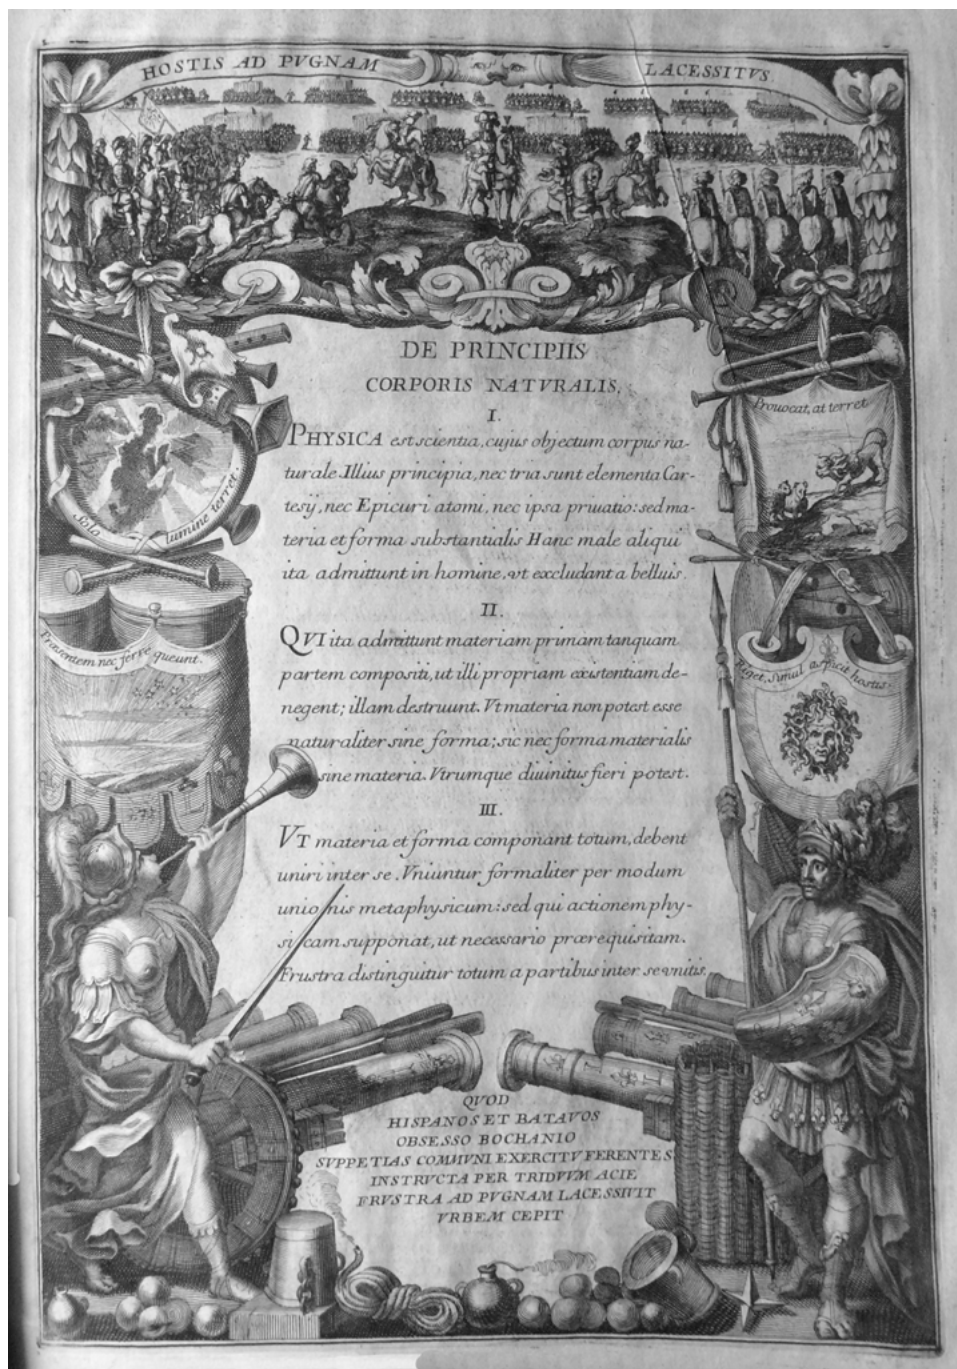 HOSTIS AD PVGNAM LACESSITVS
DE PRINCIPIIS
CORPORIS NATVRALIS.
I.
PHYSICA est scientia, cujus objectum corpus na-
turale. Illius principia, nec tria sunt elementa Car-
tesij, nec Epicuri atomi, nec ipsa priuatio: sed ma-
teria et forma substantialis Hanc male aliqui
ita admittunt in homine, vt excludant a belluis.
II.
QVI ita admittunt materiam primam tanquam
partem compositi, ut illi propriam existentiam de-
negent; illam destruunt. Vt materia non potest esse
naturaliter sine forma; sic nec forma materialis
sine materia. Vtrumque diuinitus fieri potest.
III.
VT materia et forma componant totum, debent
uniri inter se. Vniuntur formaliter per modum
unionis metaphysicum: sed qui actionem phy-
sicam supponat, ut necessario prærequisitam.
Frustra distinguitur totum a partibus inter se vnitis.
Solo lumine terret.
Præsentem nec ferre queunt.
Prouocat, at terret
Riget, simul aspicit hostis.
QVOD
HISPANOS ET BATAVOS
OBSESSO BOCHANIO
SVPPETIAS COMMVNI EXERCITV FERENTES
INSTRVCTA PER TRIDVVM ACIE
FRVSTRA AD PVGNAM LACESSIVIT
VRBEM CEPIT